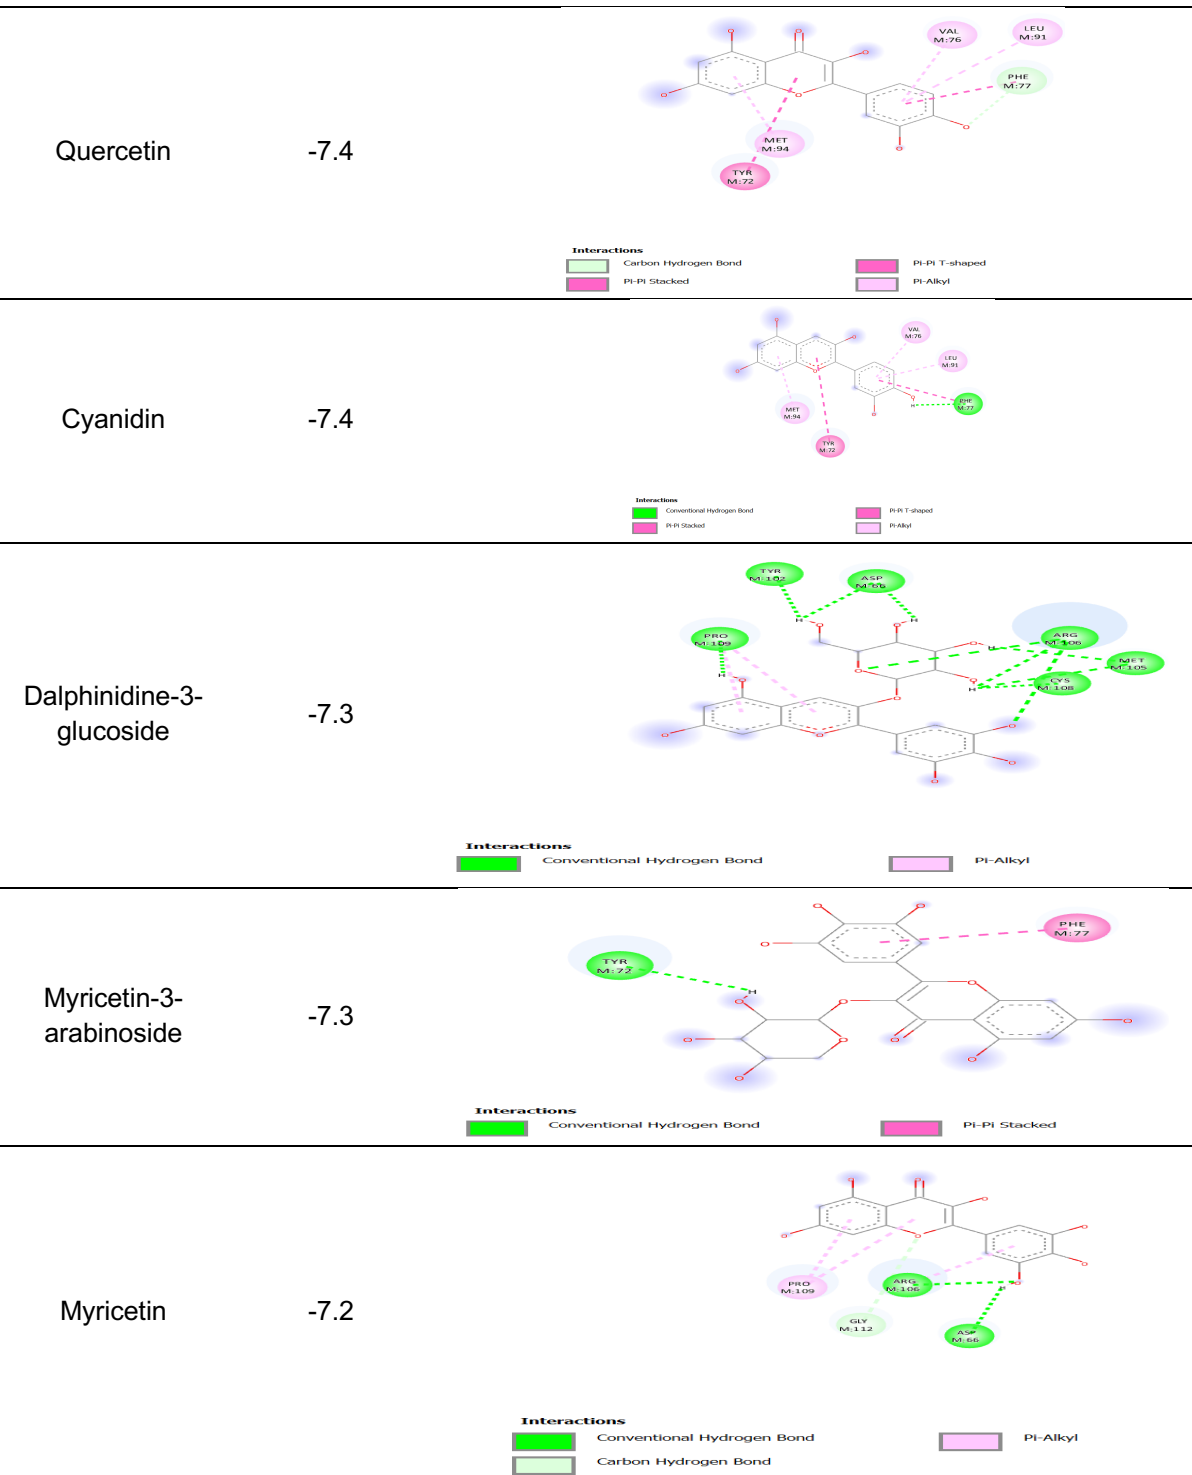 Quercetin
-7.4
VAL
M:76
LEU
M:91
PHE
M:77
MET
M:94
TYR
M:72
Interactions
Carbon Hydrogen Bond
Pi-Pi Stacked
Pi-Pi T-shaped
Pi-Alkyl
Cyanidin
-7.4
VAL
M:76
LEU
M:91
PHE
M:77
MET
M:94
TYR
M:72
H
Interactions
Conventional Hydrogen Bond
Pi-Pi Stacked
Pi-Pi T-shaped
Pi-Alkyl
Dalphinidine-3-
glucoside
-7.3
TYR
M:102
ASP
M:66
PRO
M:109
ARG
M:106
MET
M:105
CYS
M:108
Interactions
Conventional Hydrogen Bond
Pi-Alkyl
Myricetin-3-
arabinoside
-7.3
PHE
M:77
TYR
M:72
H
Interactions
Conventional Hydrogen Bond
Pi-Pi Stacked
Myricetin
-7.2
PRO
M:109
ARG
M:106
GLY
M:112
ASP
M:66
H
Interactions
Conventional Hydrogen Bond
Carbon Hydrogen Bond
Pi-Alkyl